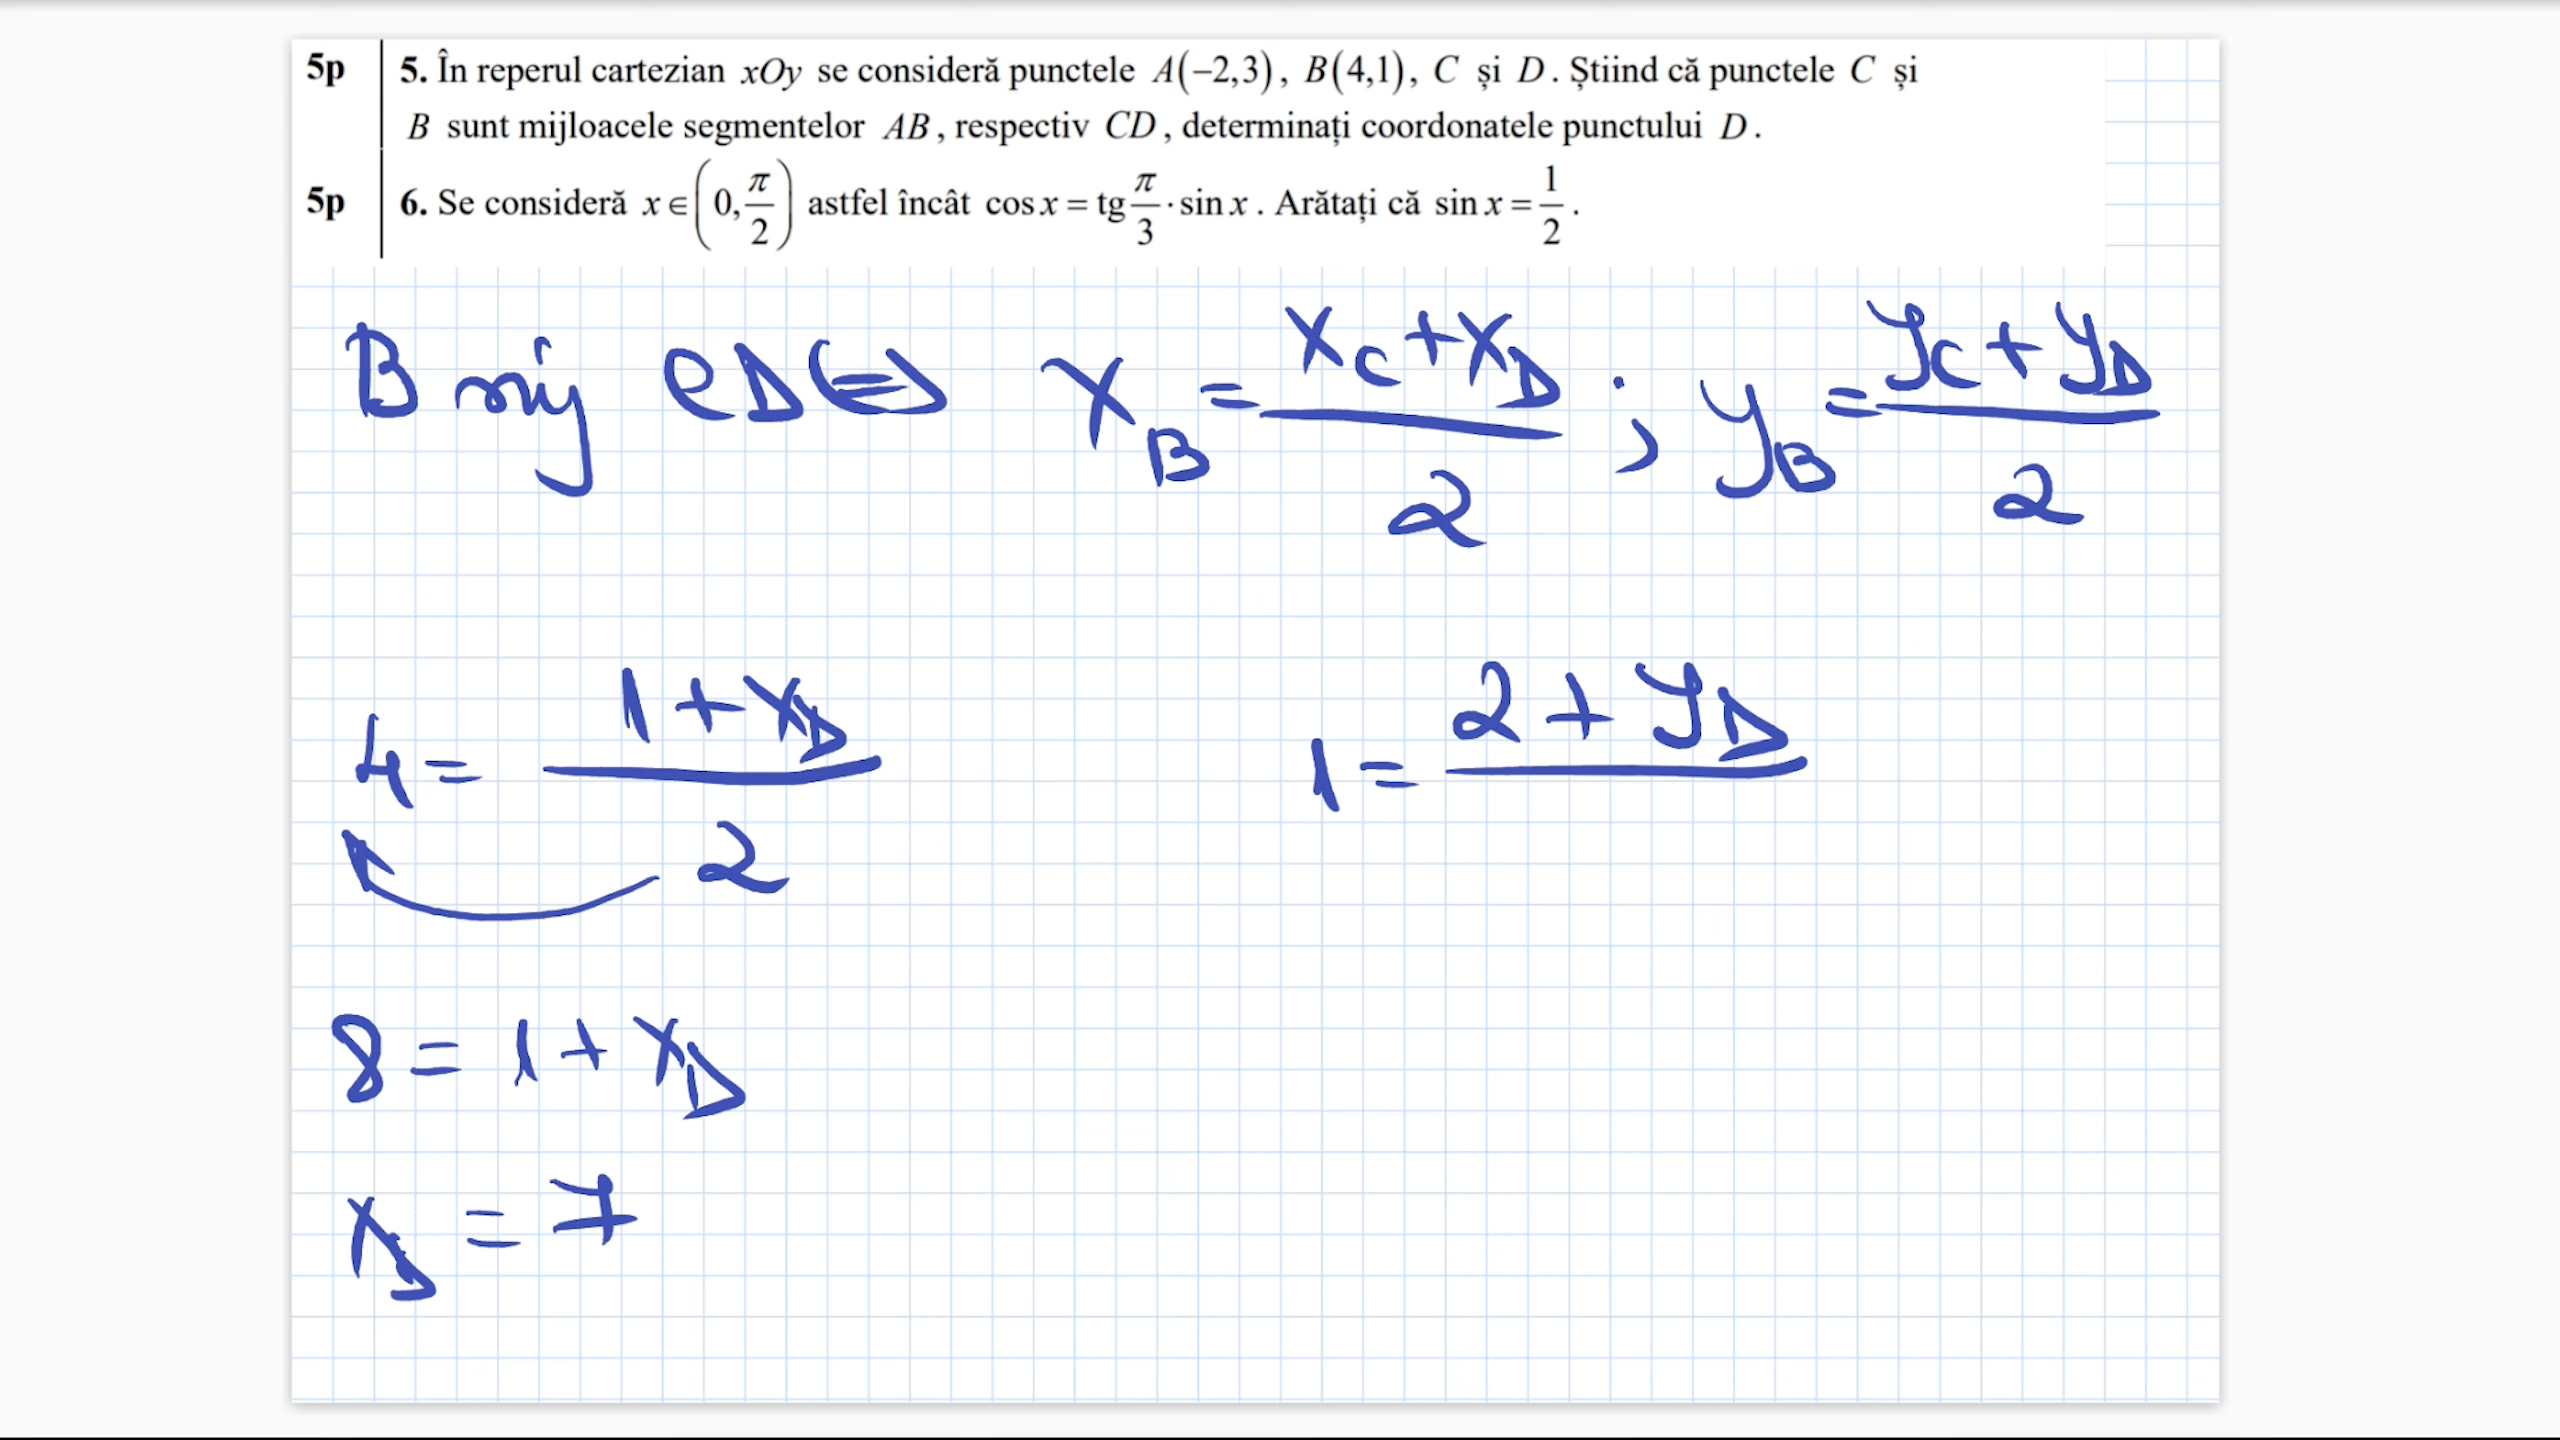 5p 5. În reperul cartezian xOy se consideră punctele A(−2,3), B(4,1), C și D. Știind că punctele C și
B sunt mijloacele segmentelor AB, respectiv CD, determinați coordonatele punctului D.
5p 6. Se consideră x∈(0,π/2) astfel încât cos x = tg π/3 · sin x. Arătați că sin x = 1/2.
B mij CD ⇔ x_B = (x_C + x_D)/2 ; y_B = (y_C + y_D)/2
4 = (1 + x_D)/2
1 = (2 + y_D)/
8 = 1 + x_D
x_D = 7